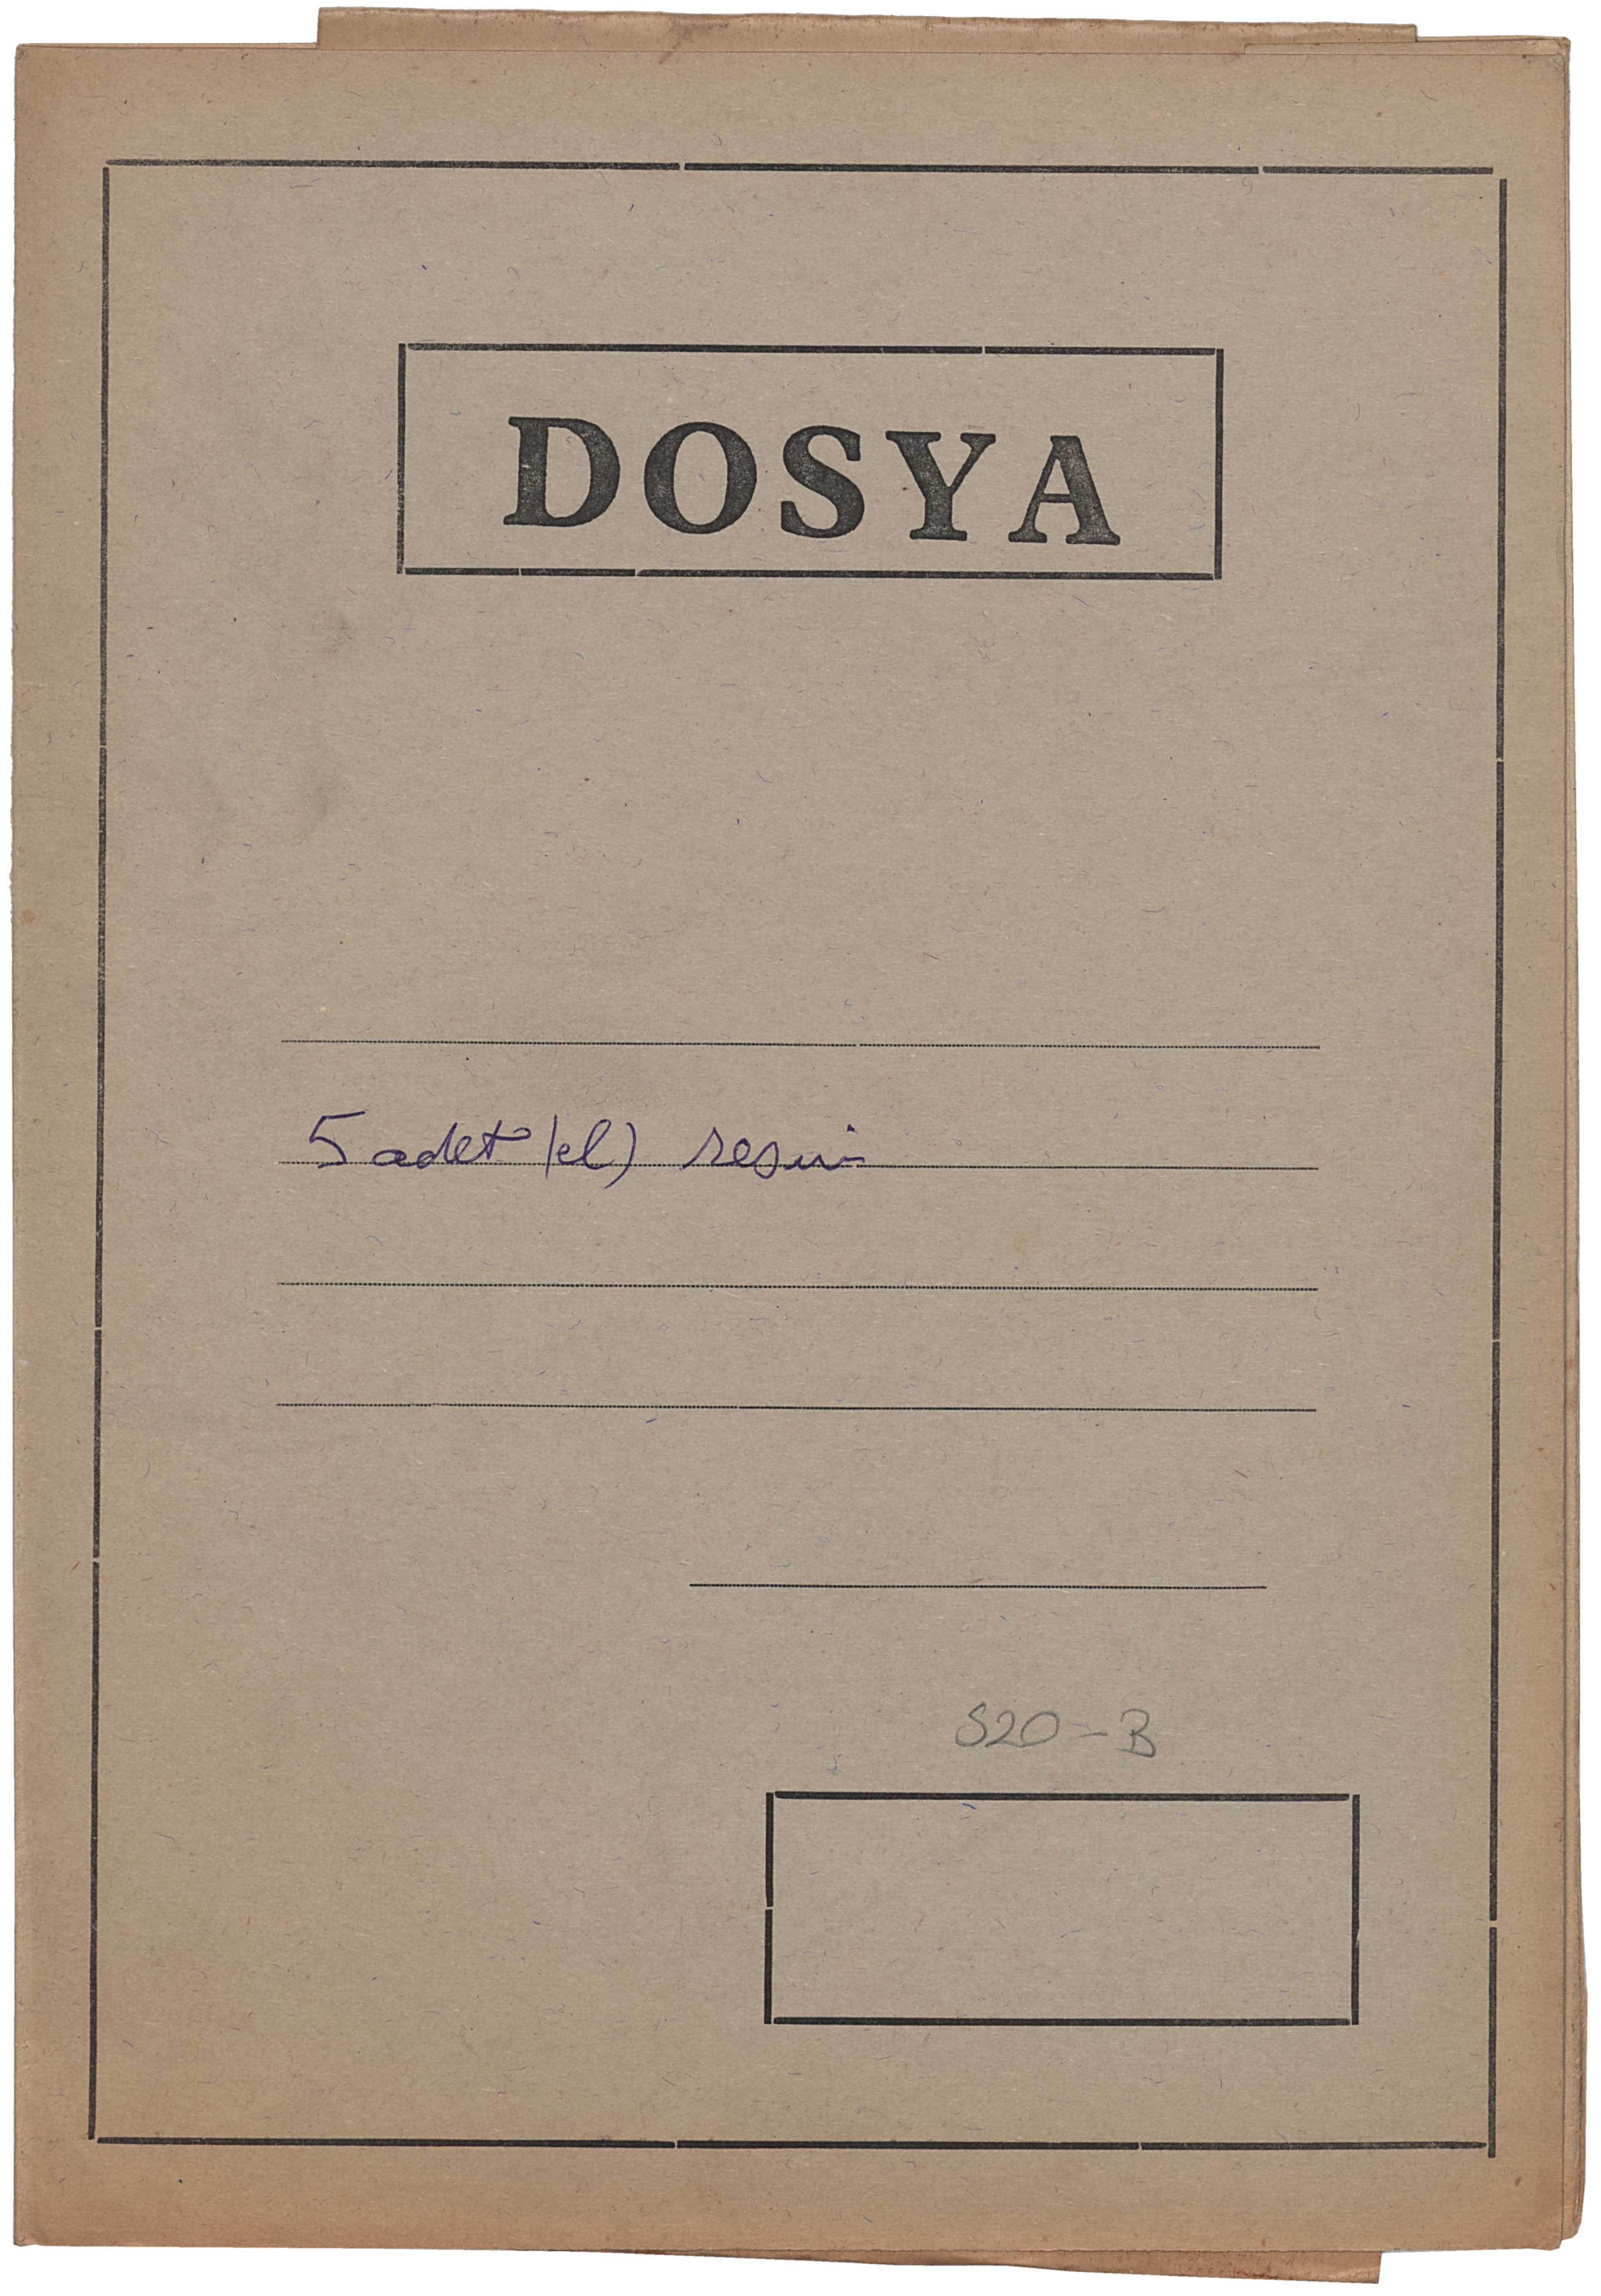 DOSYA
5 adet (el) resmi
S20-B